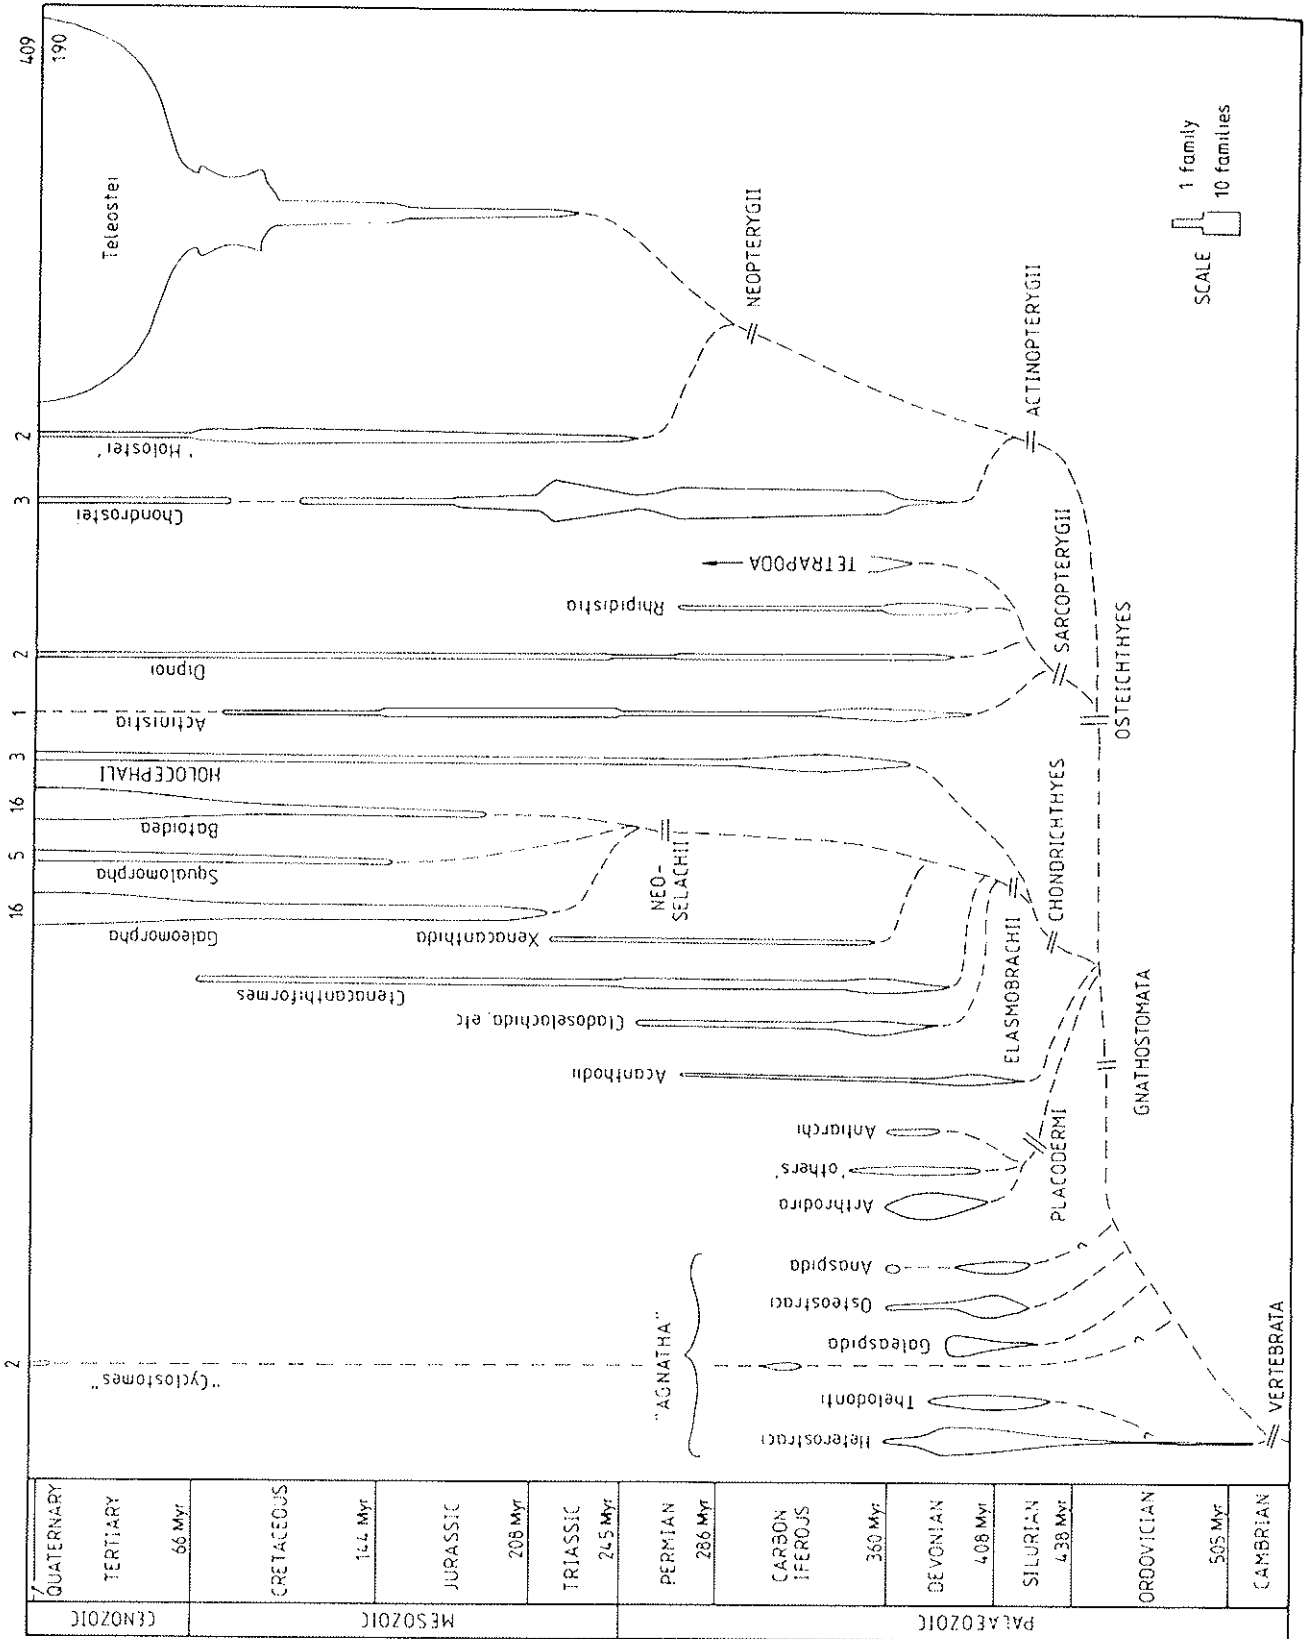 409
190
2
3
2
1
3
16
5
16
2
Teleostei
'Holostei'
Chondrostei
TETRAPODA
Rhipidistia
Dipnoi
Actinistia
HOLOCEPHALI
Batoidea
Squalomorpha
Galeomorpha
Xenacanthida
Ctenacanthiformes
Cladoselachida, etc
Acanthodii
Antiarchi
'others'
Arthrodira
Anaspida
Osteostraci
Galeaspida
"Cyclostomes"
Thelodonti
Heterostraci
"AGNATHA"
NEOPTERYGII
ACTINOPTERYGII
SARCOPTERYGII
OSTEICHTHYES
NEO-
SELACHII
CHONDRICHTHYES
ELASMOBRACHII
GNATHOSTOMATA
PLACODERMI
VERTEBRATA
?
?
?
SCALE
1 family
10 families
QUATERNARY
TERTIARY
66 Myr
CRETACEOUS
144 Myr
JURASSIC
208 Myr
TRIASSIC
245 Myr
PERMIAN
286 Myr
CARBON
IFEROUS
360 Myr
DEVONIAN
408 Myr
SILURIAN
438 Myr
ORDOVICIAN
505 Myr
CAMBRIAN
CENOZOIC
MESOZOIC
PALAEOZOIC